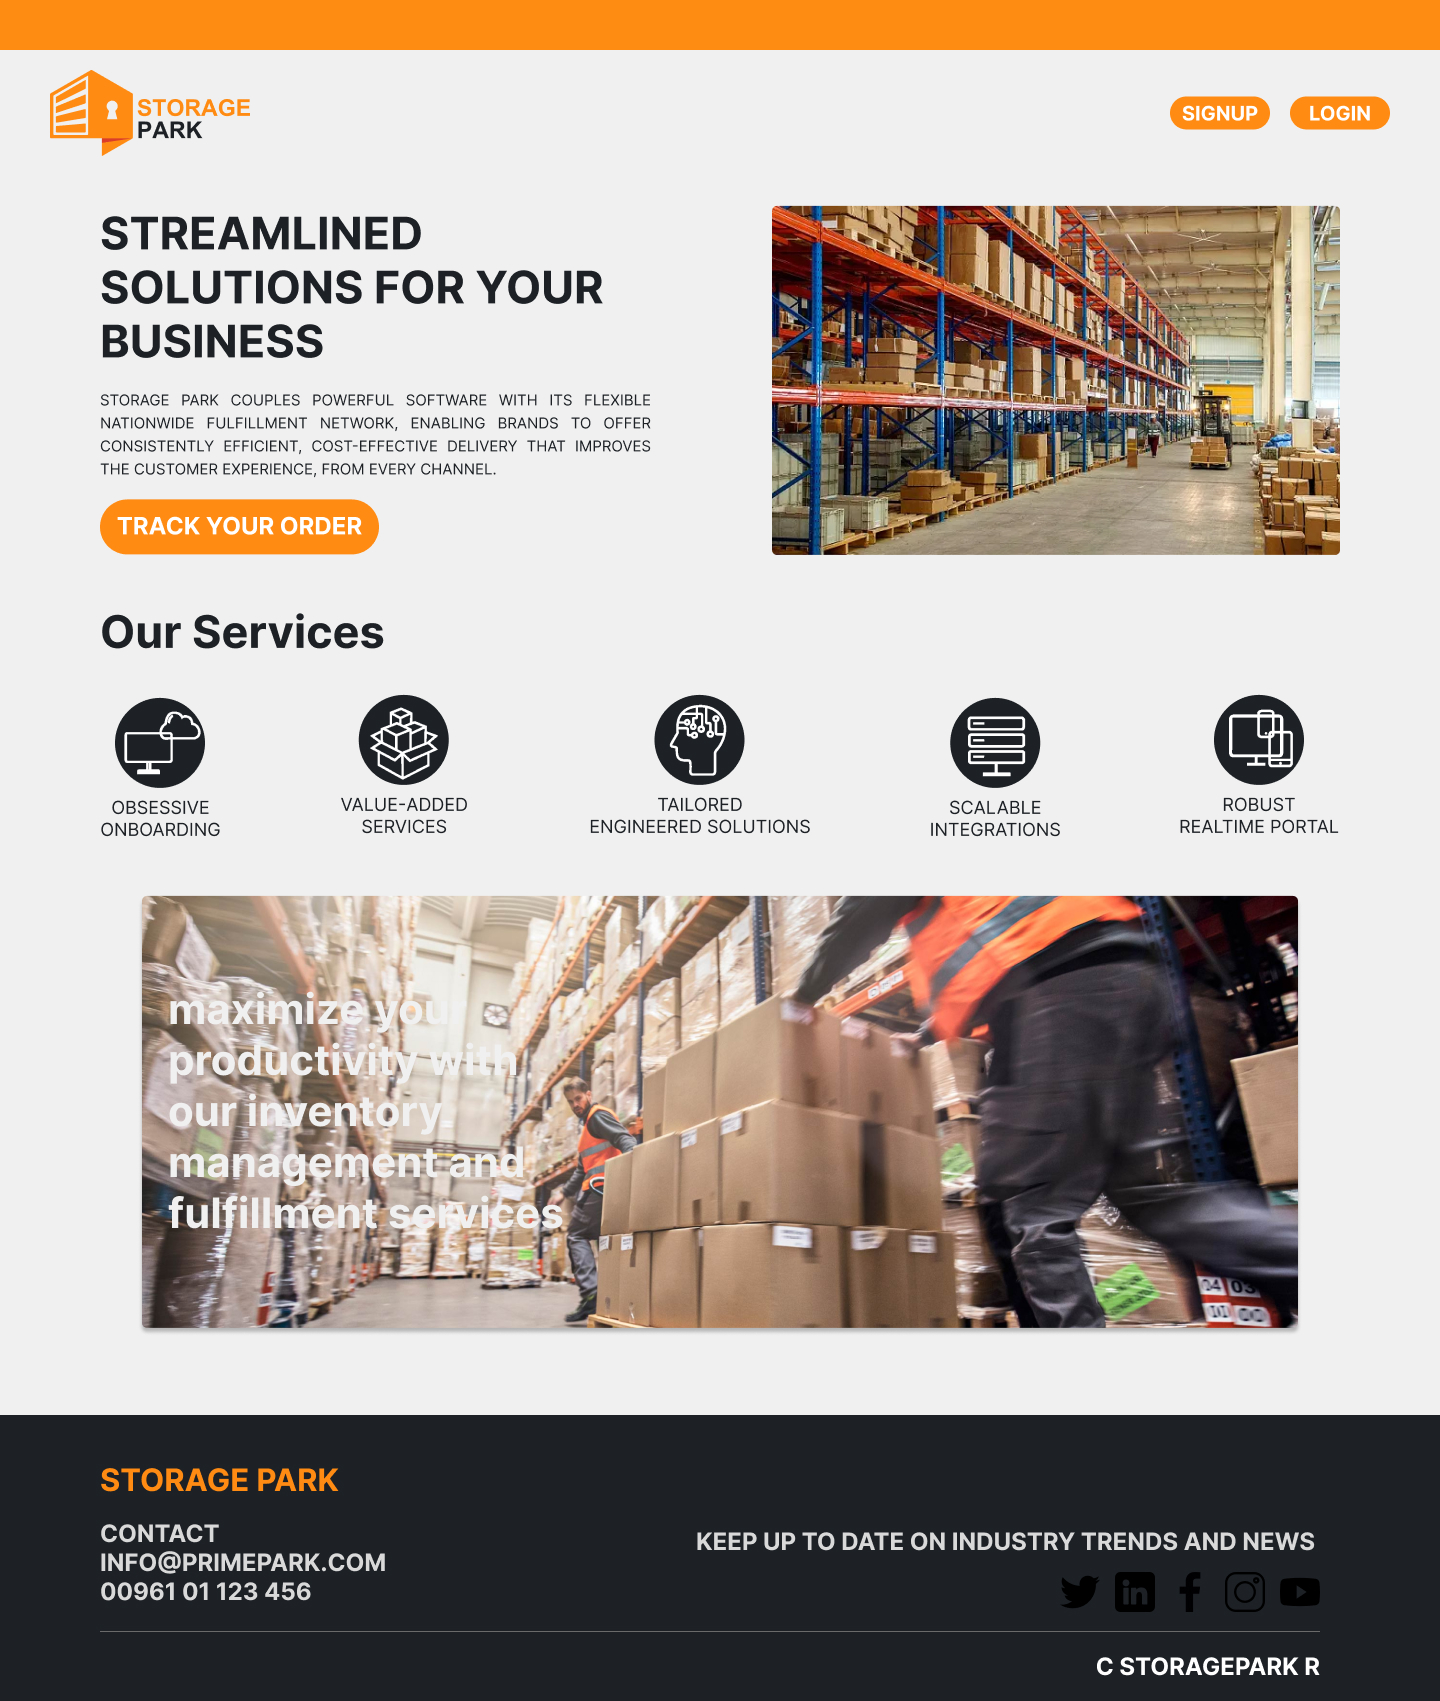 STORAGE
PARK
SIGNUP
LOGIN
STREAMLINED
SOLUTIONS FOR YOUR
BUSINESS
STORAGE PARK COUPLES POWERFUL SOFTWARE WITH ITS FLEXIBLE
NATIONWIDE FULFILLMENT NETWORK, ENABLING BRANDS TO OFFER
CONSISTENTLY EFFICIENT, COST-EFFECTIVE DELIVERY THAT IMPROVES
THE CUSTOMER EXPERIENCE, FROM EVERY CHANNEL.
TRACK YOUR ORDER
Our Services
OBSESSIVE
ONBOARDING
VALUE-ADDED
SERVICES
TAILORED
ENGINEERED SOLUTIONS
SCALABLE
INTEGRATIONS
ROBUST
REALTIME PORTAL
maximize your
productivity with
our inventory
management and
fulfillment services
04 03
STORAGE PARK
CONTACT
INFO@PRIMEPARK.COM
00961 01 123 456
KEEP UP TO DATE ON INDUSTRY TRENDS AND NEWS
in
C STORAGEPARK R